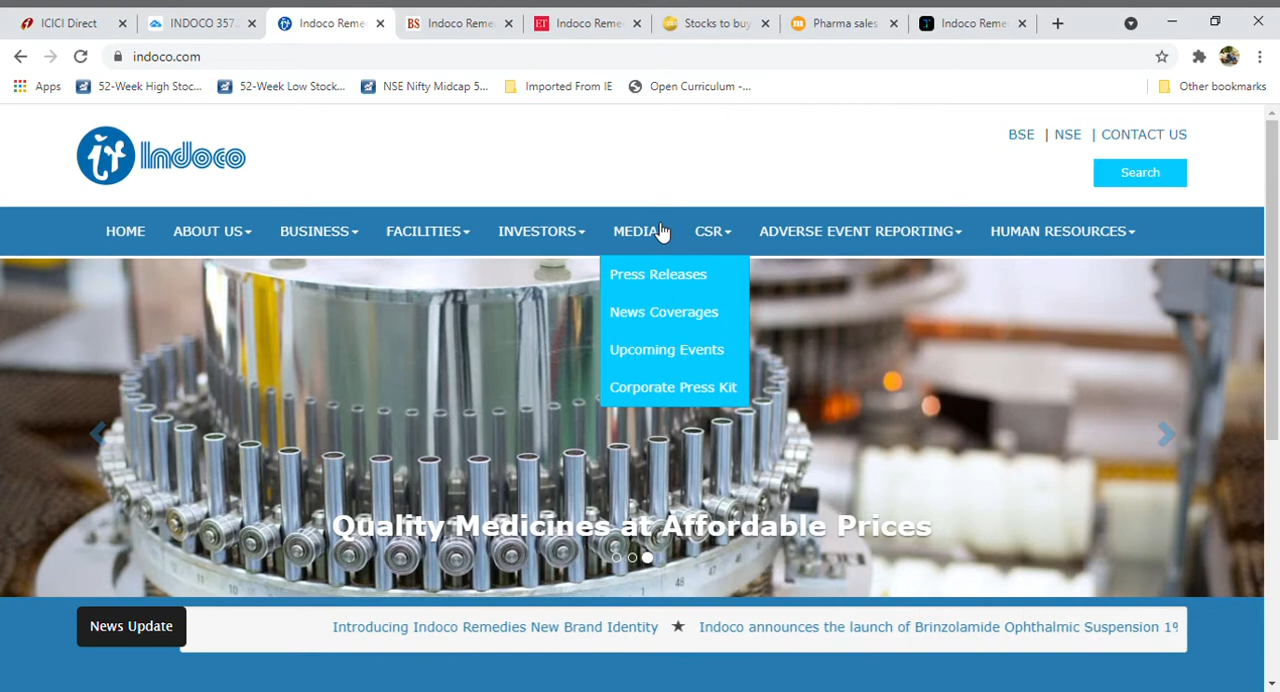 ICICI Direct
INDOCO 357.
Indoco Reme
BS Indoco Reme
ET Indoco Reme
Stocks to buy
m Pharma sales
Indoco Reme
indoco.com
Apps
52-Week High Stoc...
52-Week Low Stock...
NSE Nifty Midcap 5...
Imported From IE
Open Curriculum -...
Other bookmarks
Indoco
BSE | NSE | CONTACT US
Search
HOME ABOUT US BUSINESS FACILITIES INVESTORS MEDIA CSR ADVERSE EVENT REPORTING HUMAN RESOURCES
Press Releases
News Coverages
Upcoming Events
Corporate Press Kit
Quality Medicines at Affordable Prices
News Update
Introducing Indoco Remedies New Brand Identity ★ Indoco announces the launch of Brinzolamide Ophthalmic Suspension 1%